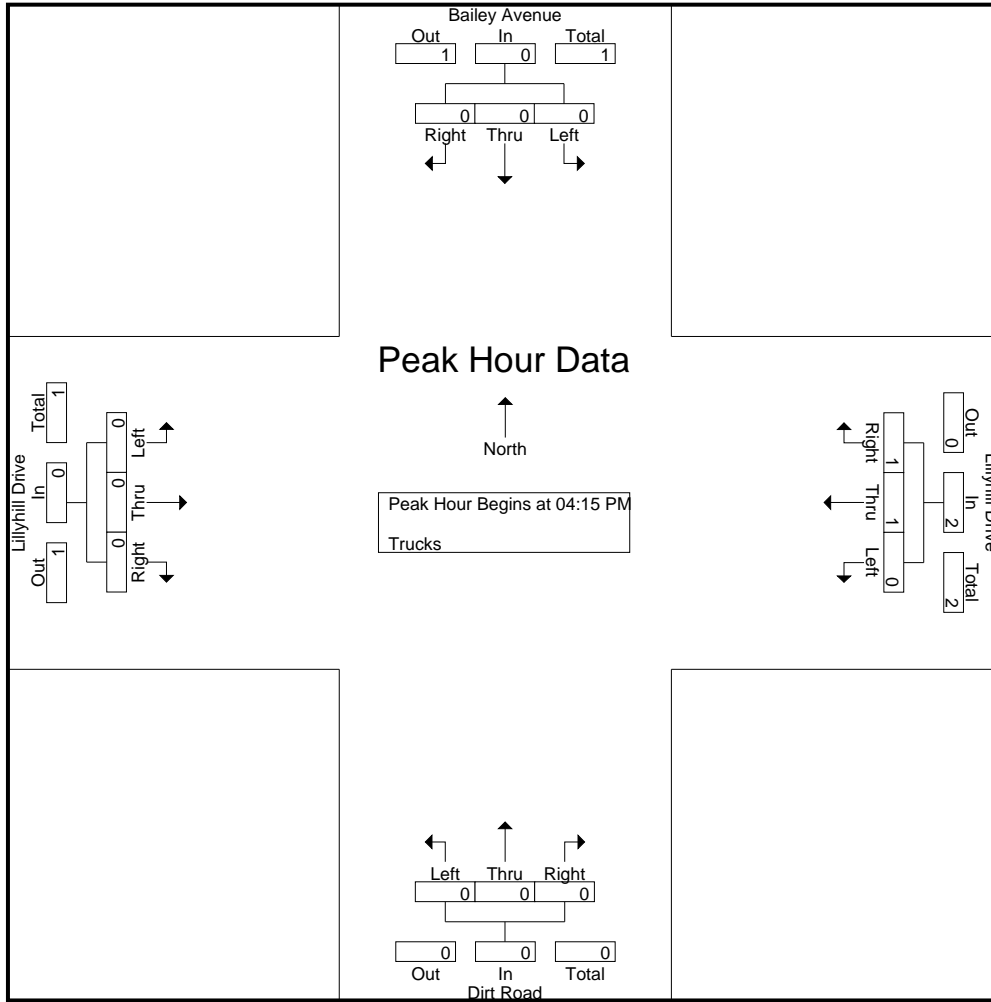 Bailey Avenue
Out In Total
1 0 1
0 0 0
Right Thru Left
Peak Hour Data
North
Peak Hour Begins at 04:15 PM
Trucks
Lillyhill Drive
Total In Out
1 0 1
0 0 0
Left Thru Right
Right Thru Left
1 1 0
Out In Total
0 2 2
Lillyhill Drive
Left Thru Right
0 0 0
0 0 0
Out In Total
Dirt Road